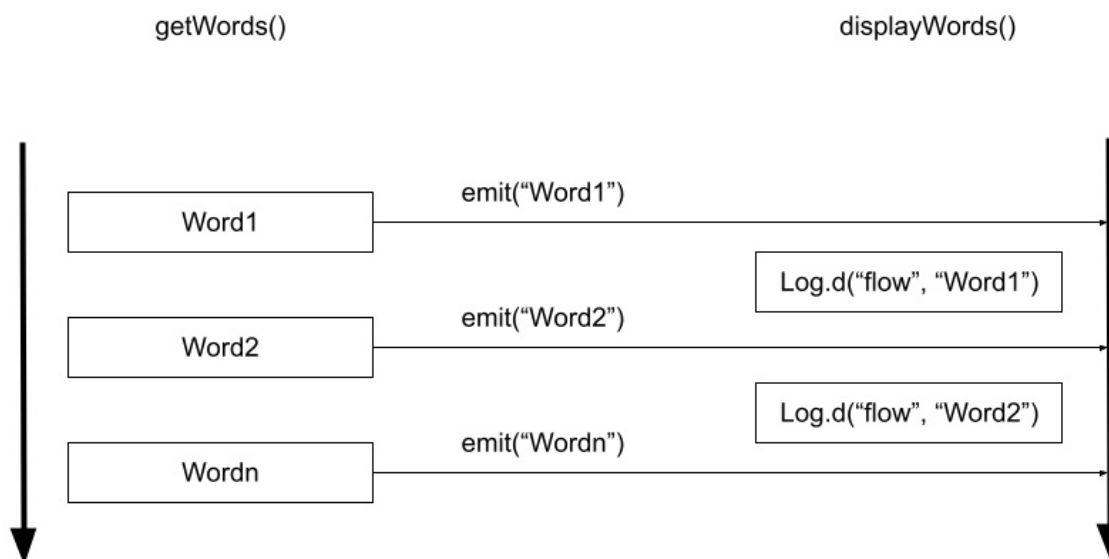 getWords()
displayWords()
emit(“Word1”)
Word1
Log.d(“flow”, “Word1”)
emit(“Word2”)
Word2
Log.d(“flow”, “Word2”)
emit(“Wordn”)
Wordn